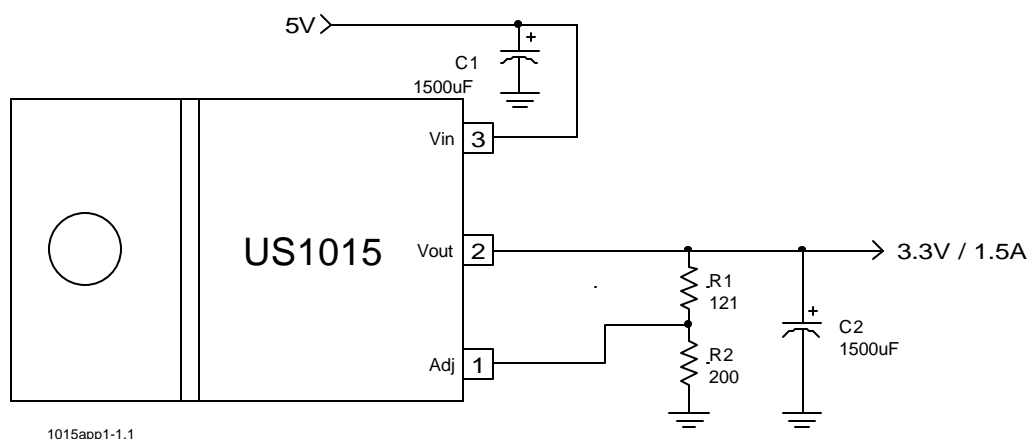 5V
+
C1
1500uF
Vin 3
US1015
Vout 2
3.3V / 1.5A
R1
121
+
C2
1500uF
Adj 1
R2
200
1015app1-1.1